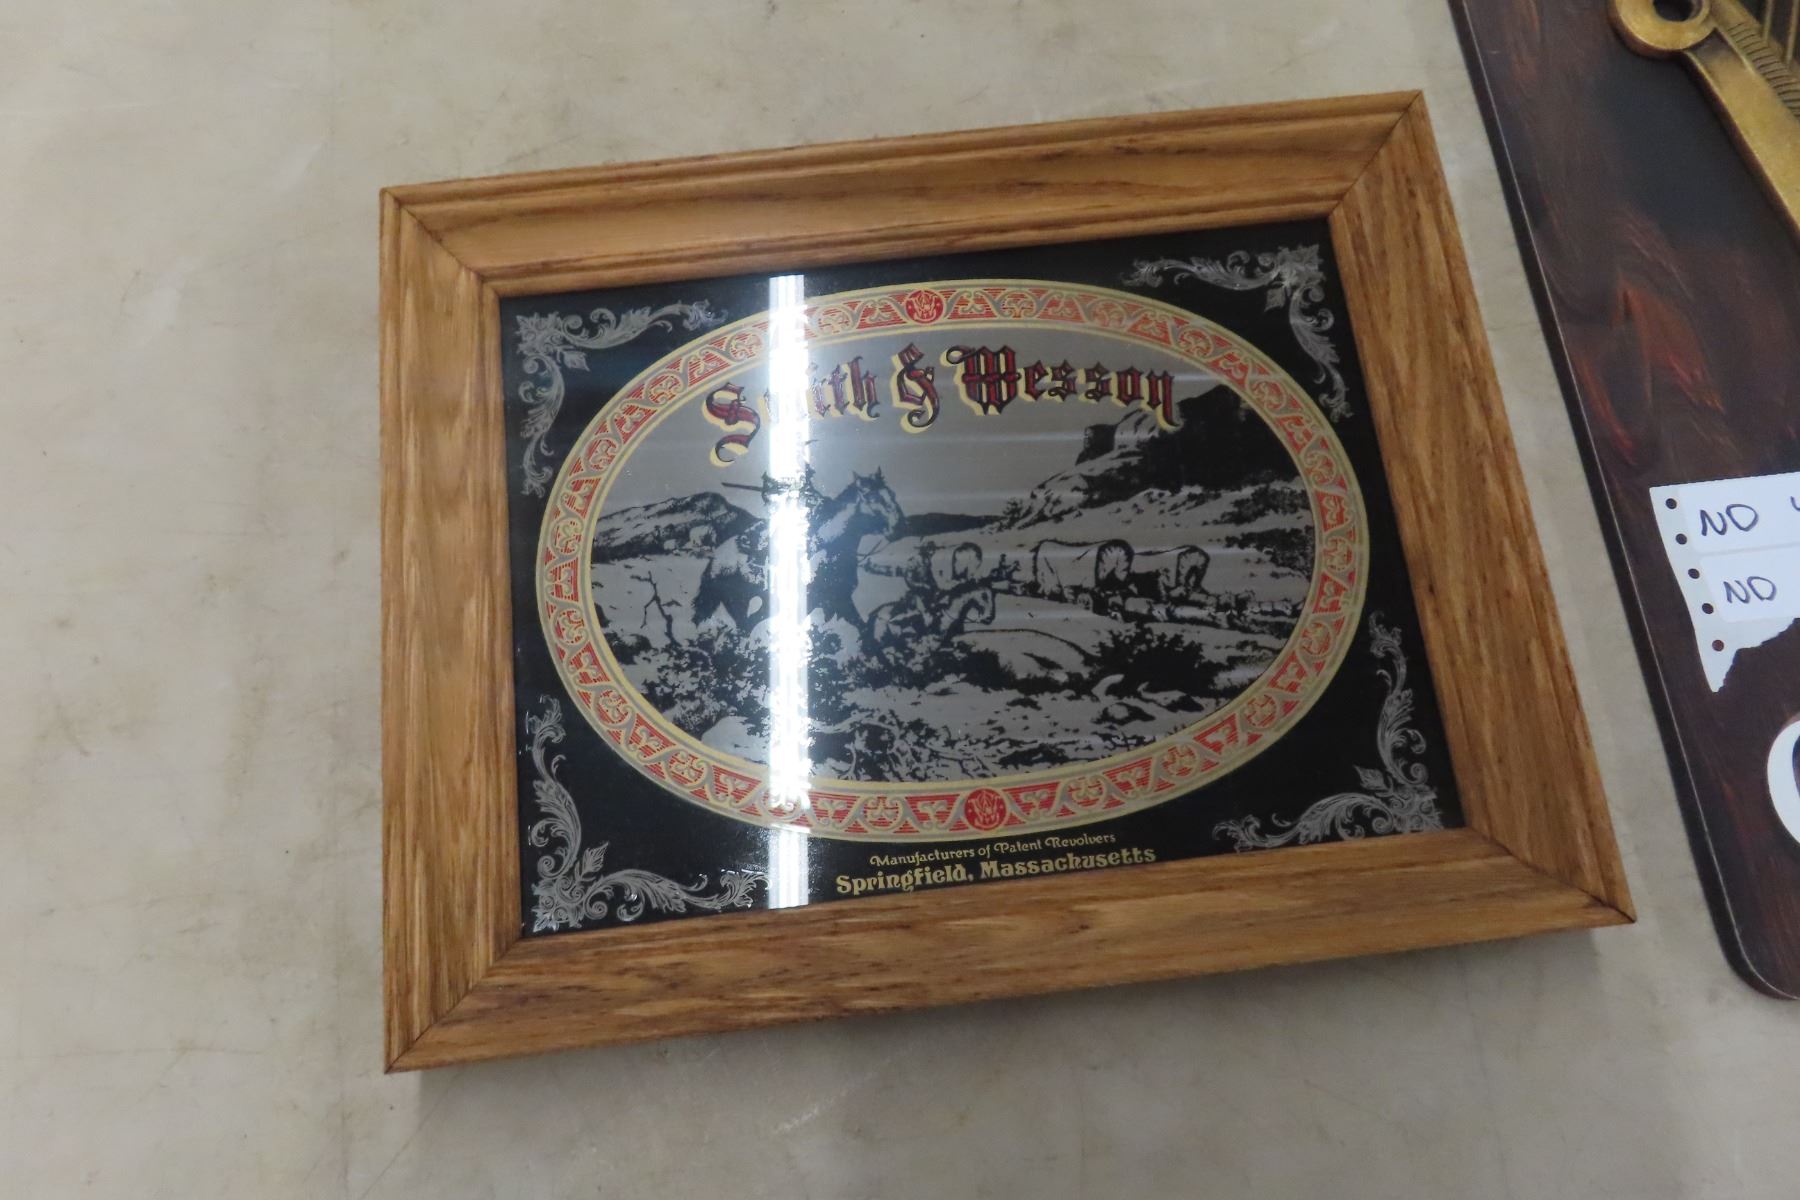 Smith & Wesson
Manufacturers of Patent Revolvers
Springfield, Massachusetts
NO
NO